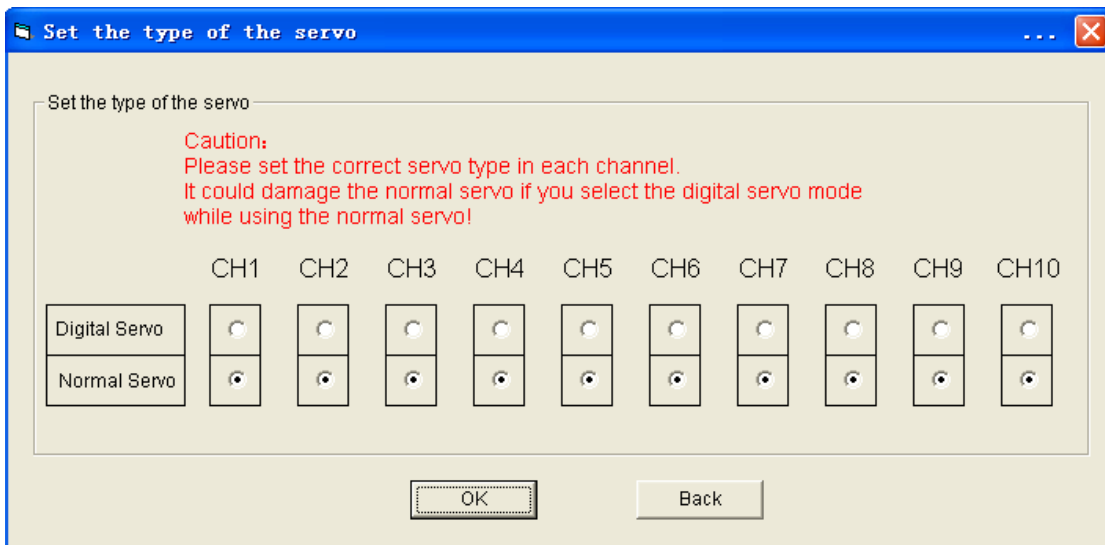 Set the type of the servo ...
Set the type of the servo
Caution:
Please set the correct servo type in each channel.
It could damage the normal servo if you select the digital servo mode
while using the normal servo!
CH1 CH2 CH3 CH4 CH5 CH6 CH7 CH8 CH9 CH10
Digital Servo
Normal Servo
OK Back